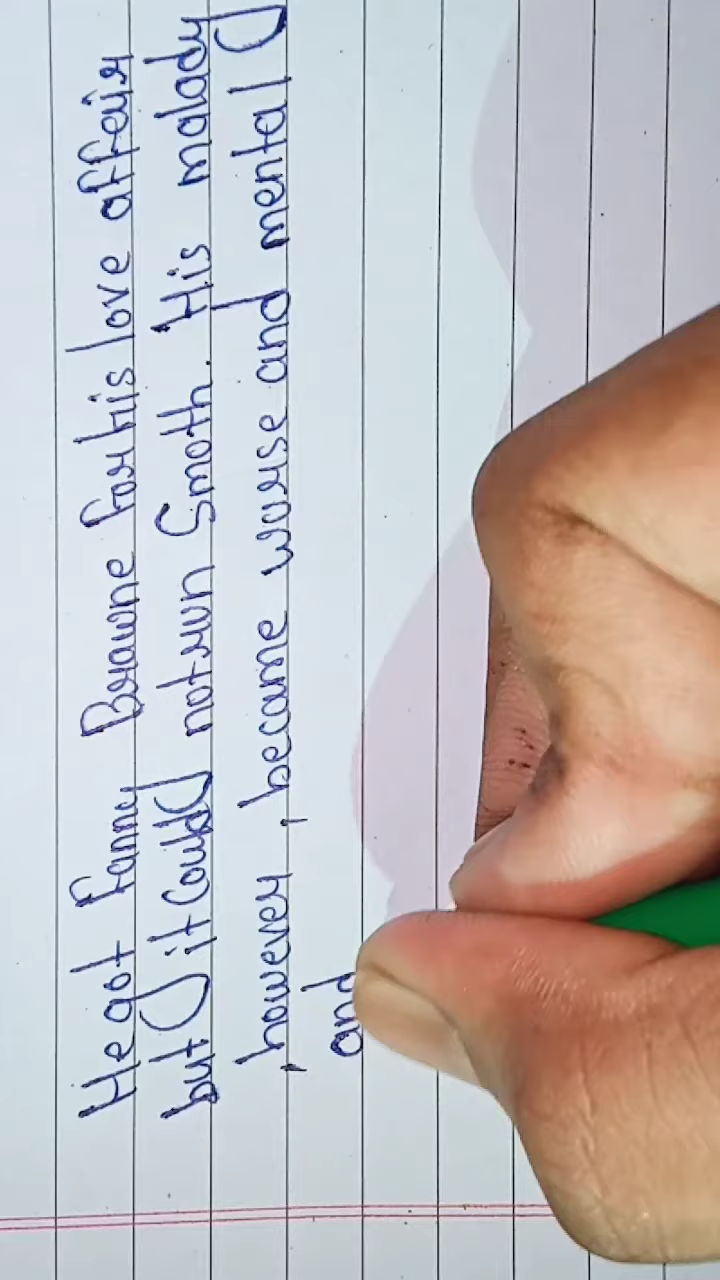 He got Fanny Brawne for his love affeir
but it could not run Smoth. His malady
, however, became worse and mental
and